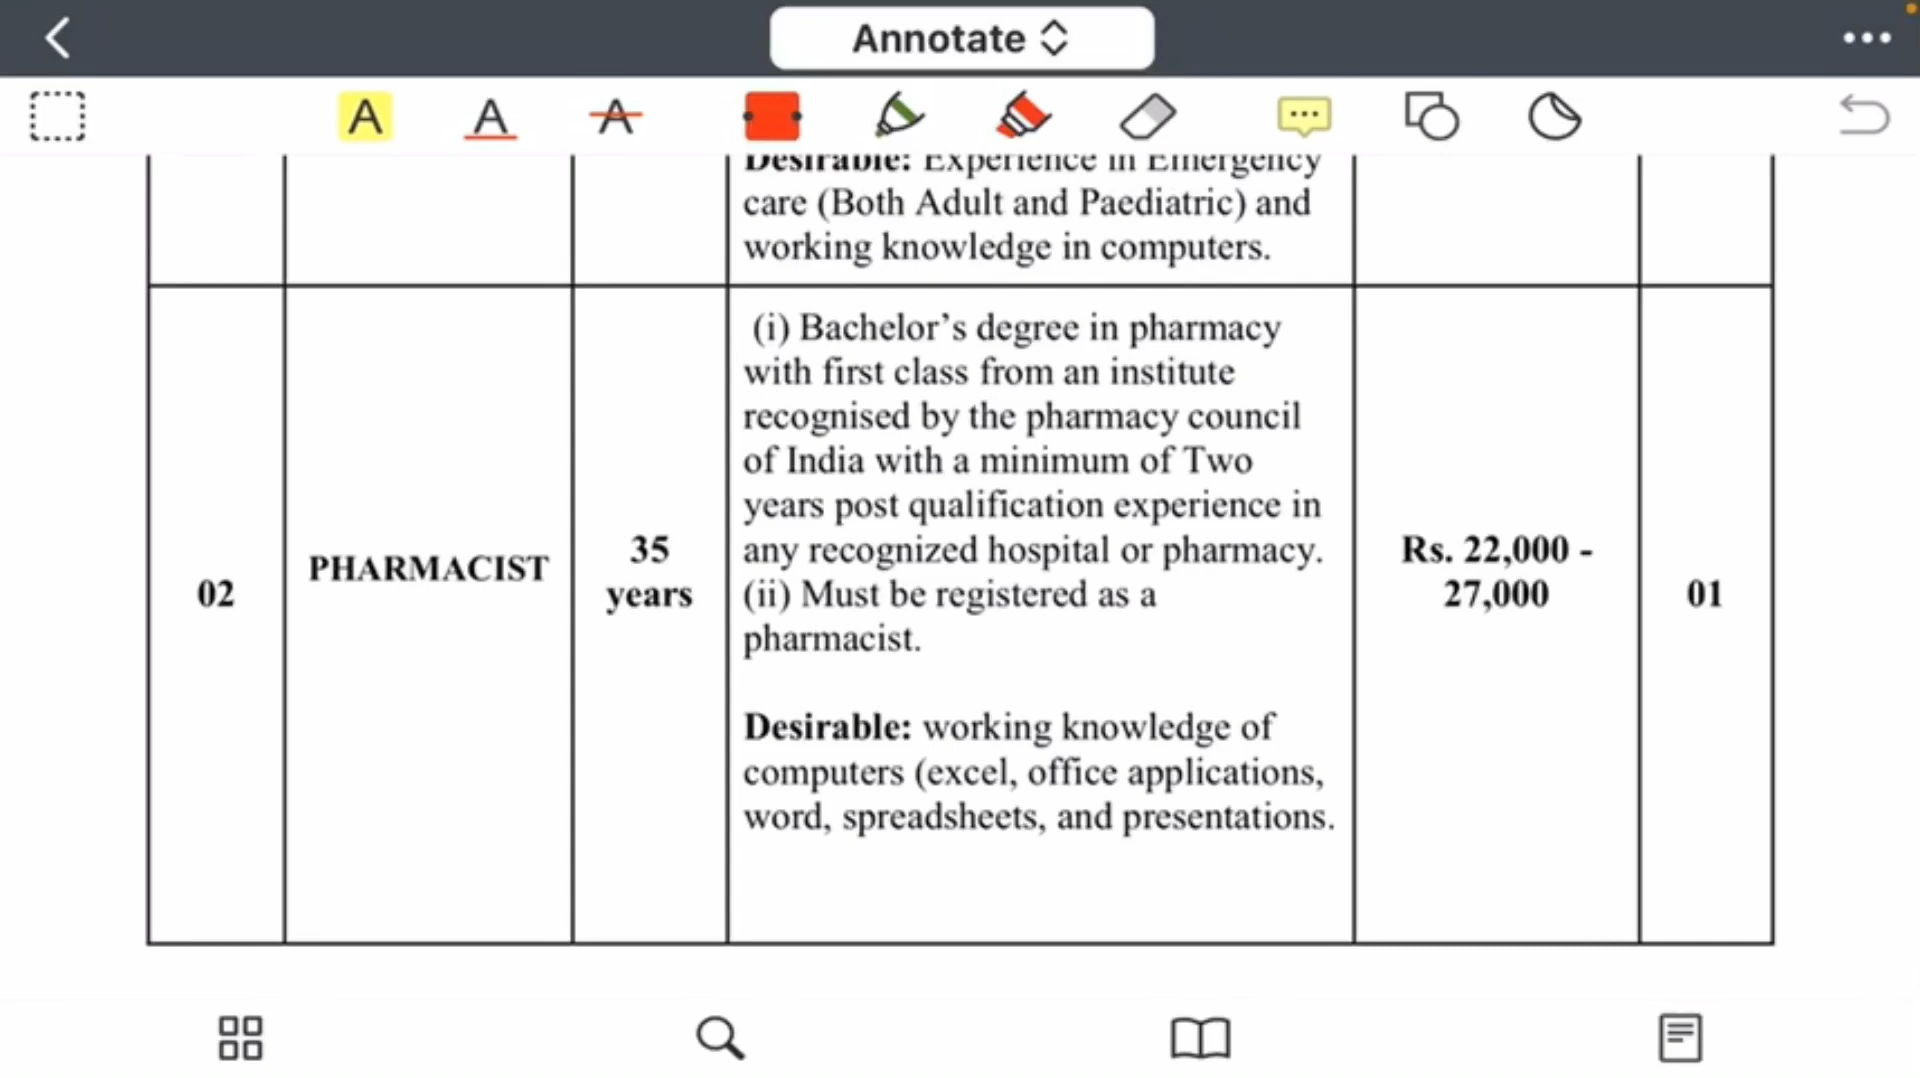 Annotate
Desirable: Experience in Emergency
care (Both Adult and Paediatric) and
working knowledge in computers.
02
PHARMACIST
35
years
(i) Bachelor’s degree in pharmacy
with first class from an institute
recognised by the pharmacy council
of India with a minimum of Two
years post qualification experience in
any recognized hospital or pharmacy.
(ii) Must be registered as a
pharmacist.
Desirable: working knowledge of
computers (excel, office applications,
word, spreadsheets, and presentations.
Rs. 22,000 -
27,000
01